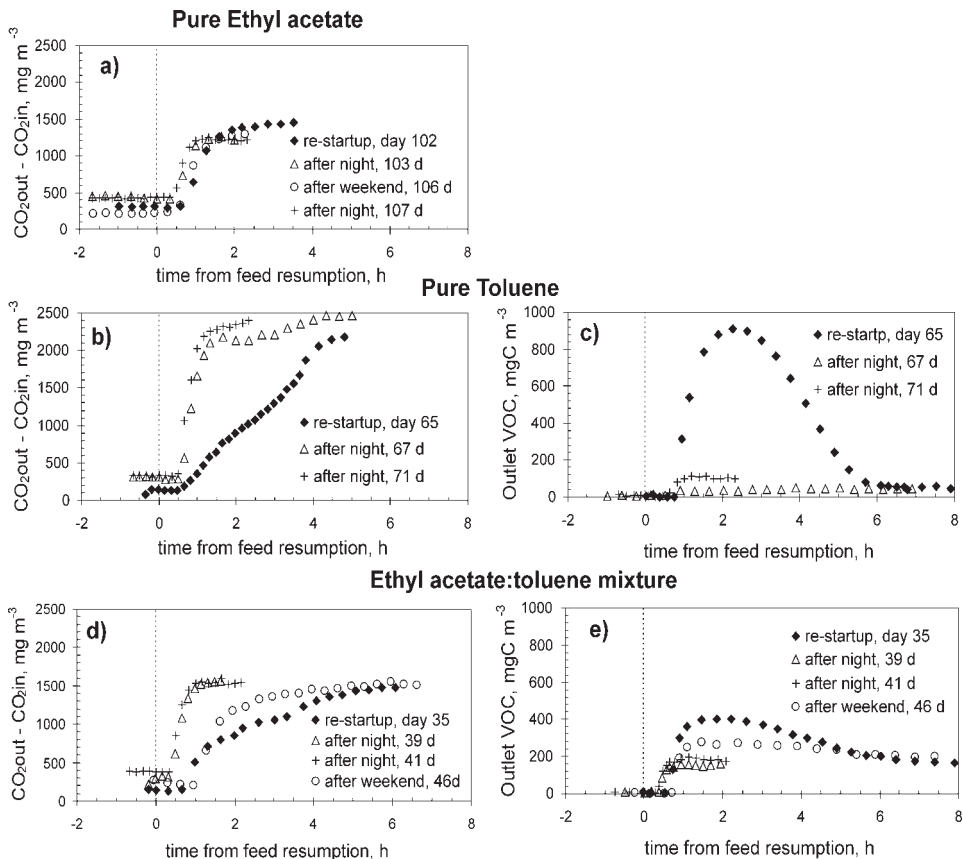 Pure Ethyl acetate
a)
CO₂out - CO₂in, mg m⁻³
2500
2000
1500
1000
500
0
-2 0 2 4 6 8
time from feed resumption, h
re-startup, day 102
after night, 103 d
after weekend, 106 d
after night, 107 d
Pure Toluene
b)
CO₂out - CO₂in, mg m⁻³
2500
2000
1500
1000
500
0
-2 0 2 4 6 8
time from feed resumption, h
re-startup, day 65
after night, 67 d
after night, 71 d
c)
Outlet VOC, mgC m⁻³
1000
800
600
400
200
0
-2 0 2 4 6 8
time from feed resumption, h
re-startp, day 65
after night, 67 d
after night, 71 d
Ethyl acetate:toluene mixture
d)
CO₂out - CO₂in, mg m⁻³
2500
2000
1500
1000
500
0
-2 0 2 4 6 8
time from feed resumption, h
re-startup, day 35
after night, 39 d
after night, 41 d
after weekend, 46d
e)
Outlet VOC, mgC m⁻³
1000
800
600
400
200
0
-2 0 2 4 6 8
time from feed resumption, h
re-startup, day 35
after night, 39 d
after night, 41 d
after weekend, 46 d